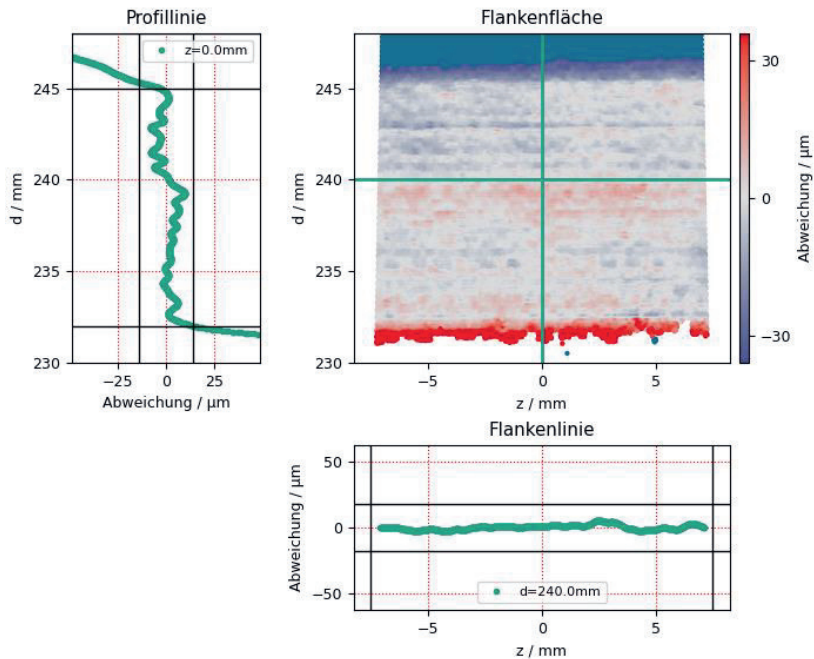 Profillinie
z=0.0mm
245
240
235
230
d / mm
−25
0
25
Abweichung / µm
Flankenfläche
245
240
235
230
d / mm
−5
0
5
z / mm
30
0
−30
Abweichung / µm
Flankenlinie
50
0
−50
Abweichung / µm
d=240.0mm
−5
0
5
z / mm